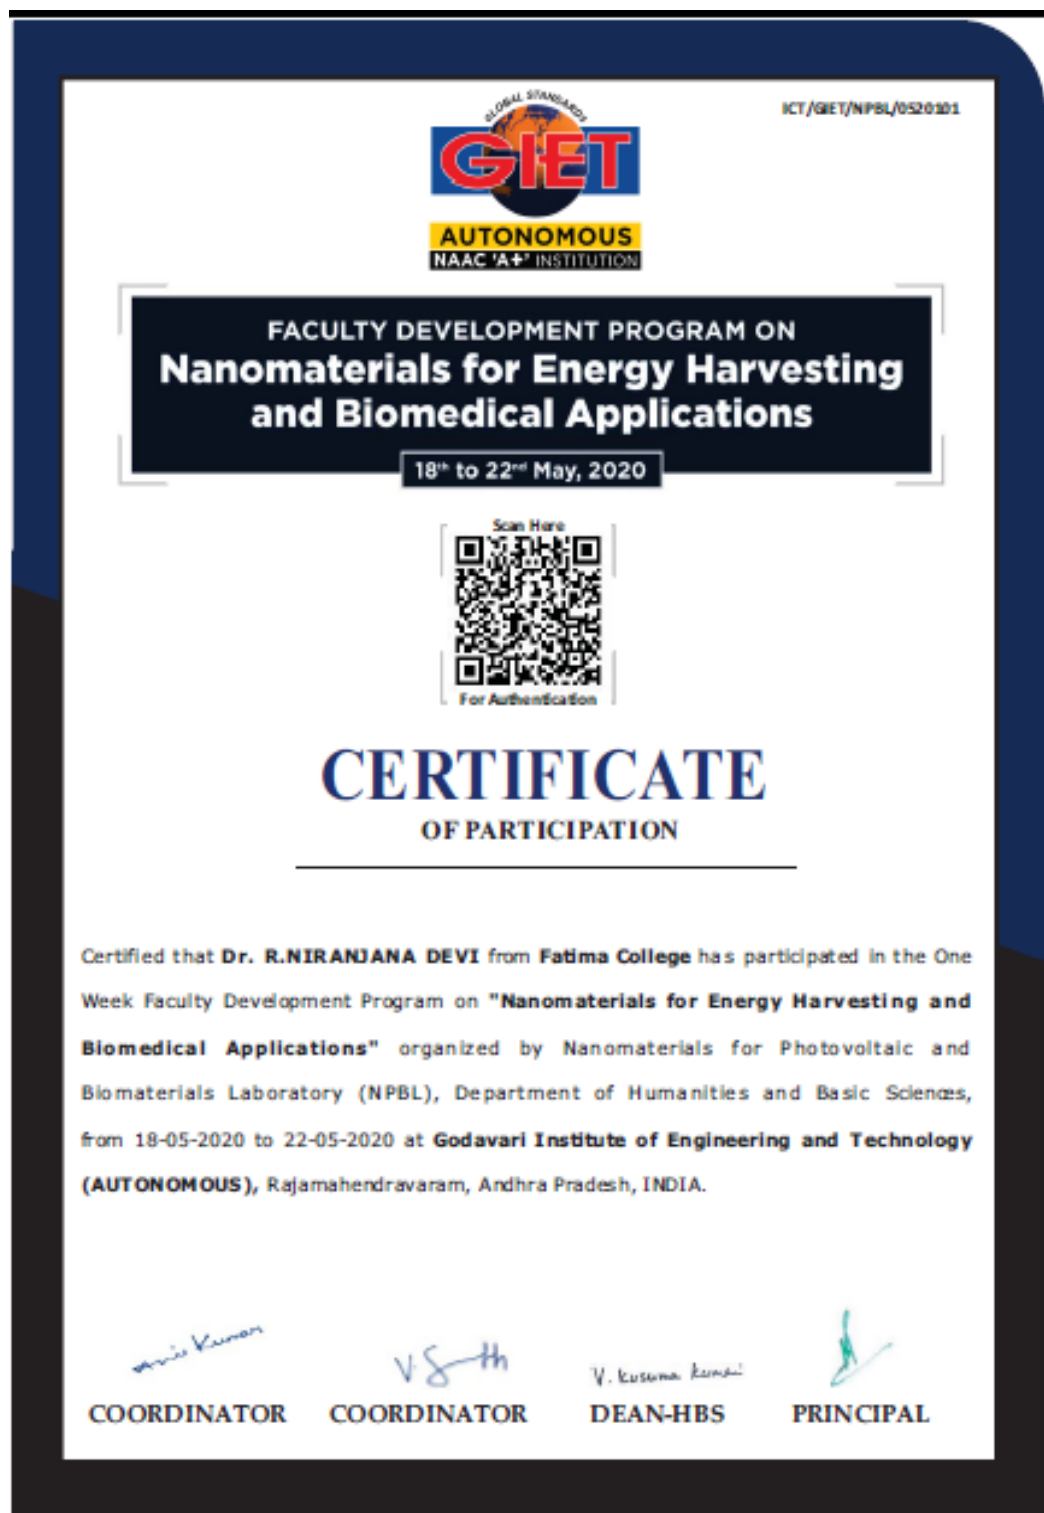 ICT/GIET/NPBL/0520101
GLOBAL STANDARDS
GIET
AUTONOMOUS
NAAC 'A+' INSTITUTION
FACULTY DEVELOPMENT PROGRAM ON
Nanomaterials for Energy Harvesting
and Biomedical Applications
18th to 22nd May, 2020
Scan Here
For Authentication
CERTIFICATE
OF PARTICIPATION
Certified that Dr. R.NIRANJANA DEVI from Fatima College has participated in the One
Week Faculty Development Program on "Nanomaterials for Energy Harvesting and
Biomedical Applications" organized by Nanomaterials for Photovoltaic and
Biomaterials Laboratory (NPBL), Department of Humanities and Basic Sciences,
from 18-05-2020 to 22-05-2020 at Godavari Institute of Engineering and Technology
(AUTONOMOUS), Rajamahendravaram, Andhra Pradesh, INDIA.
Kumar
V. Kusuma Kumari
COORDINATOR COORDINATOR DEAN-HBS PRINCIPAL